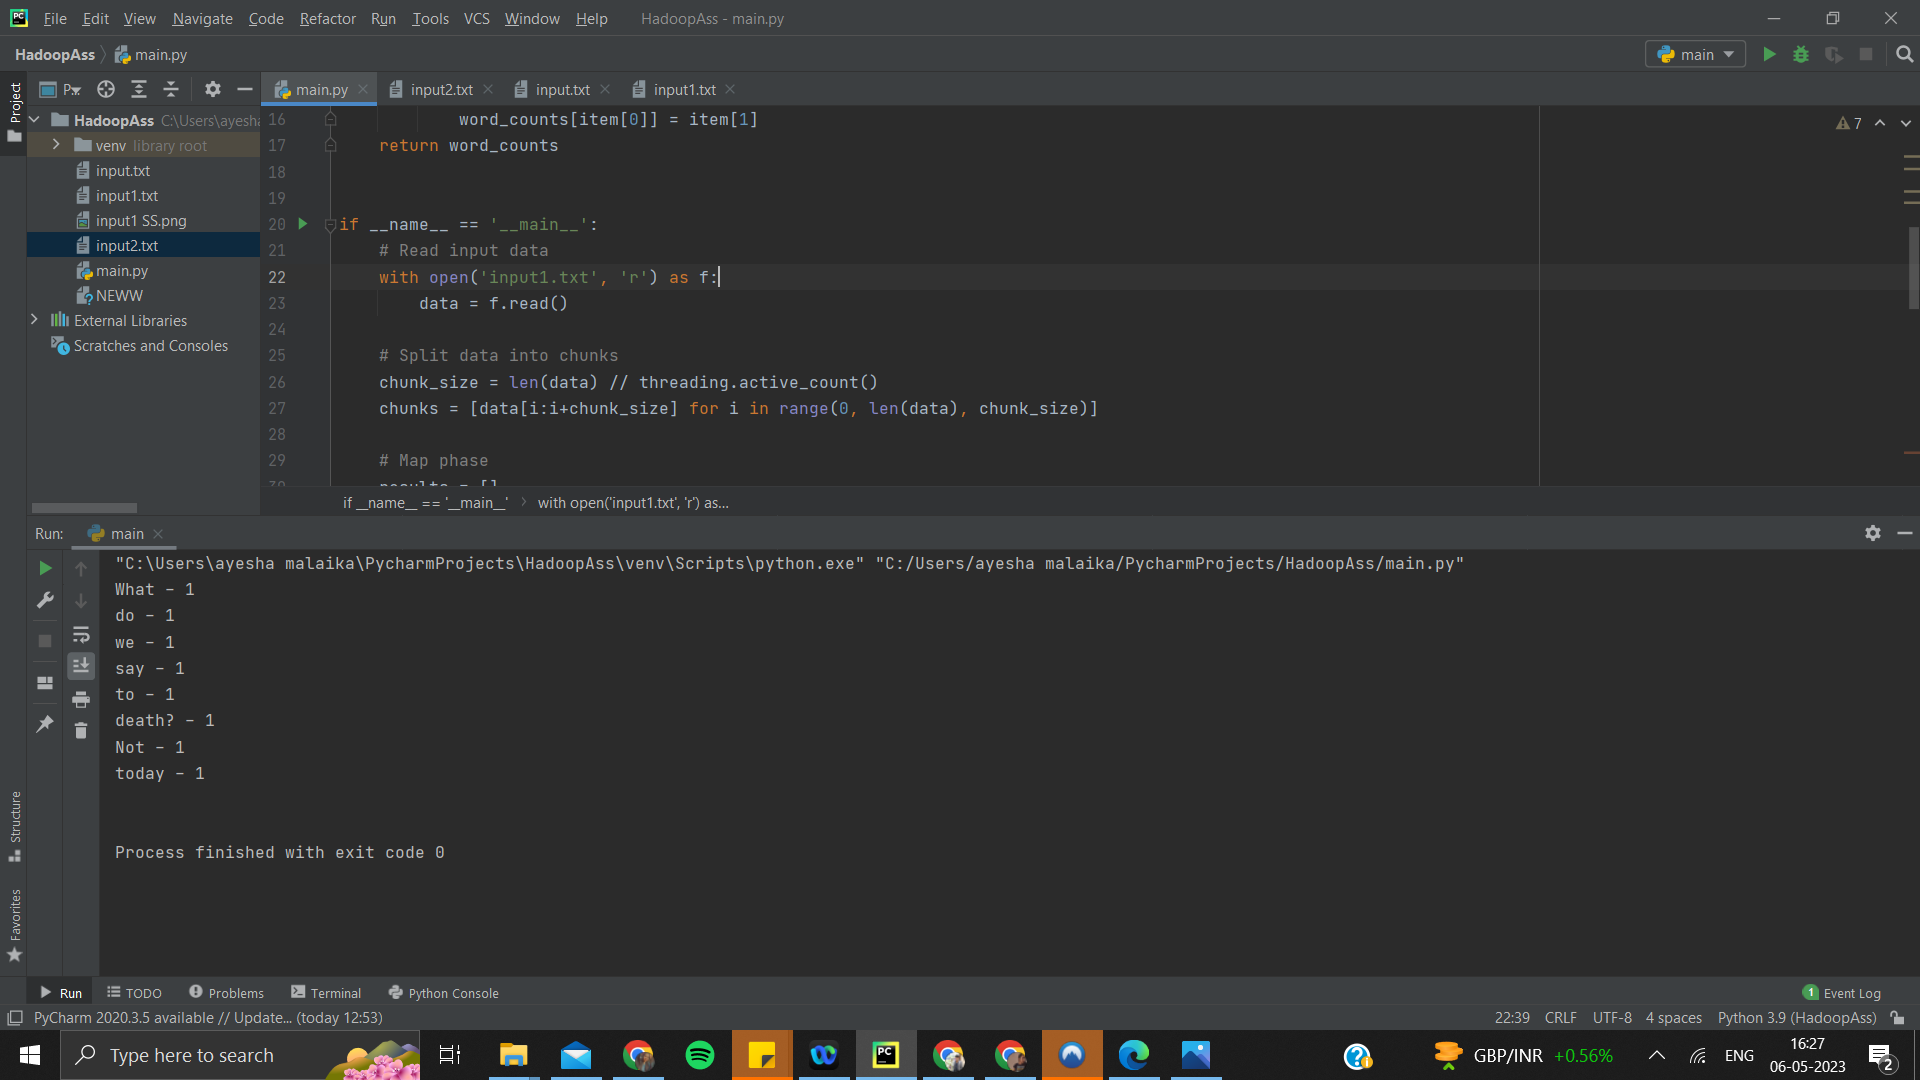 File Edit View Navigate Code Refactor Run Tools VCS Window Help HadoopAss - main.py
HadoopAss main.py
main
Project
P
main.py input2.txt input.txt input1.txt
HadoopAss C:\Users\ayesha
venv library root
input.txt
input1.txt
input1 SS.png
input2.txt
main.py
NEWW
External Libraries
Scratches and Consoles
7
16 word_counts[item[0]] = item[1]
17 return word_counts
18
19
20 if __name__ == '__main__':
21 # Read input data
22 with open('input1.txt', 'r') as f:
23 data = f.read()
24
25 # Split data into chunks
26 chunk_size = len(data) // threading.active_count()
27 chunks = [data[i:i+chunk_size] for i in range(0, len(data), chunk_size)]
28
29 # Map phase
30 results = []
if __name__ == '__main__' with open('input1.txt', 'r') as...
Run: main
"C:\Users\ayesha malaika\PycharmProjects\HadoopAss\venv\Scripts\python.exe" "C:/Users/ayesha malaika/PycharmProjects/HadoopAss/main.py"
What - 1
do - 1
we - 1
say - 1
to - 1
death? - 1
Not - 1
today - 1
Process finished with exit code 0
Structure
Favorites
Run TODO Problems Terminal Python Console 1 Event Log
PyCharm 2020.3.5 available // Update... (today 12:53) 22:39 CRLF UTF-8 4 spaces Python 3.9 (HadoopAss)
Type here to search
GBP/INR +0.56%
ENG
16:27
06-05-2023
2